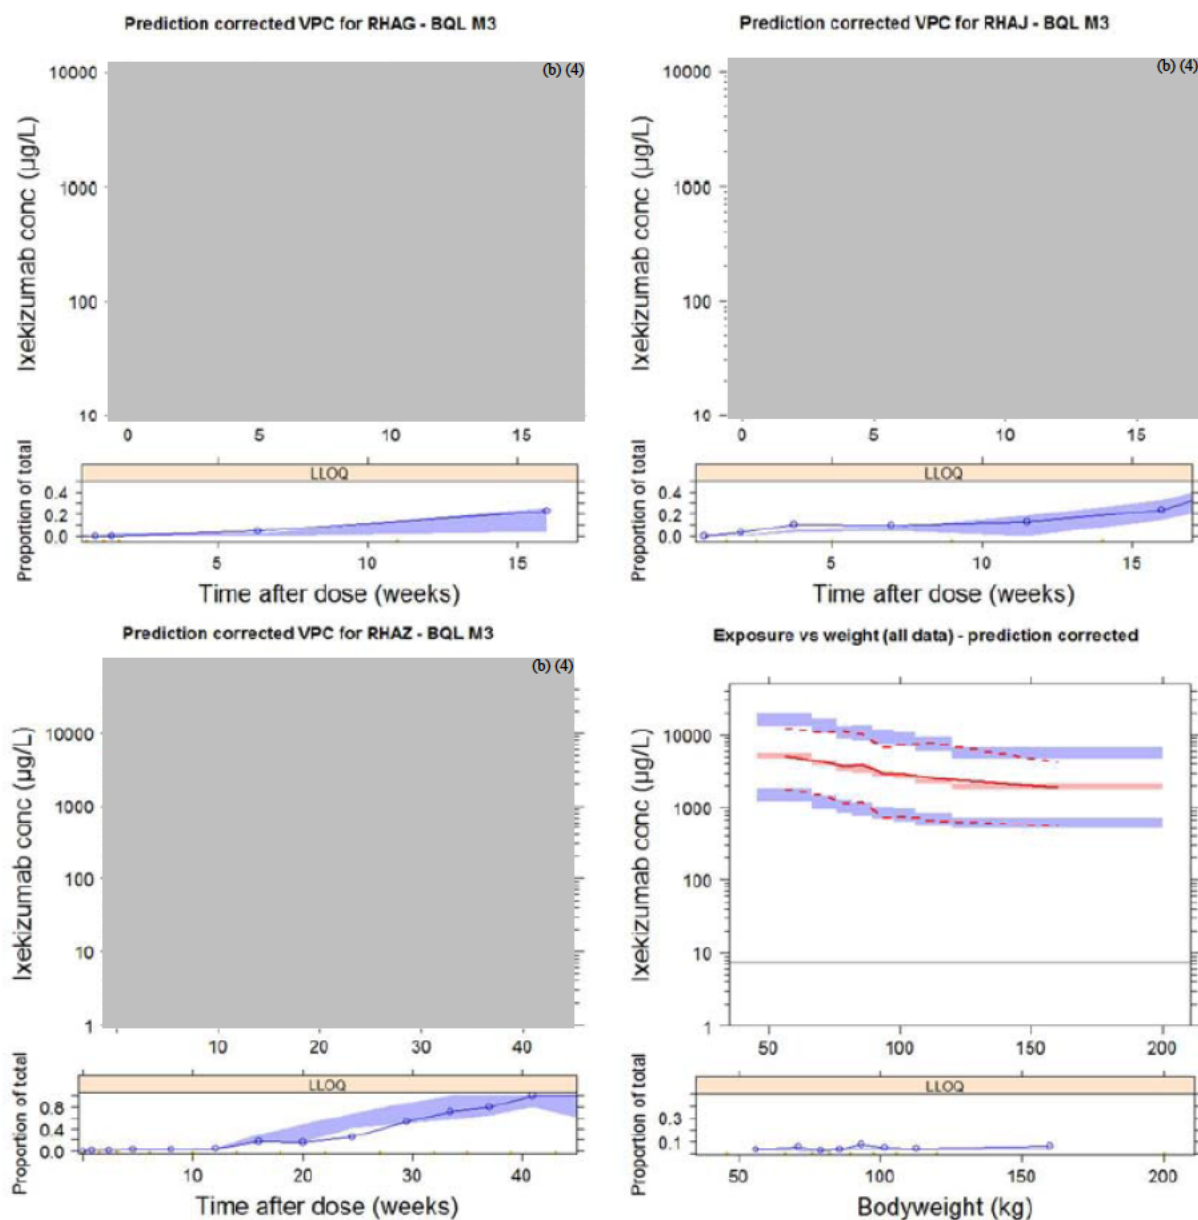 Prediction corrected VPC for RHAG - BQL M3
(b) (4)
Ixekizumab conc (µg/L)
10000
1000
100
10
0 5 10 15
Proportion of total
LLOQ
0.4
0.2
0.0
5 10 15
Time after dose (weeks)
Prediction corrected VPC for RHAJ - BQL M3
(b) (4)
Ixekizumab conc (µg/L)
10000
1000
100
10
0 5 10 15
Proportion of total
LLOQ
0.4
0.2
0.0
5 10 15
Time after dose (weeks)
Prediction corrected VPC for RHAZ - BQL M3
(b) (4)
Ixekizumab conc (µg/L)
10000
1000
100
10
1
10 20 30 40
Proportion of total
LLOQ
0.8
0.4
0.0
0 10 20 30 40
Time after dose (weeks)
Exposure vs weight (all data) - prediction corrected
Ixekizumab conc (µg/L)
10000
1000
100
10
1
50 100 150 200
Proportion of total
LLOQ
0.3
0.1
50 100 150 200
Bodyweight (kg)